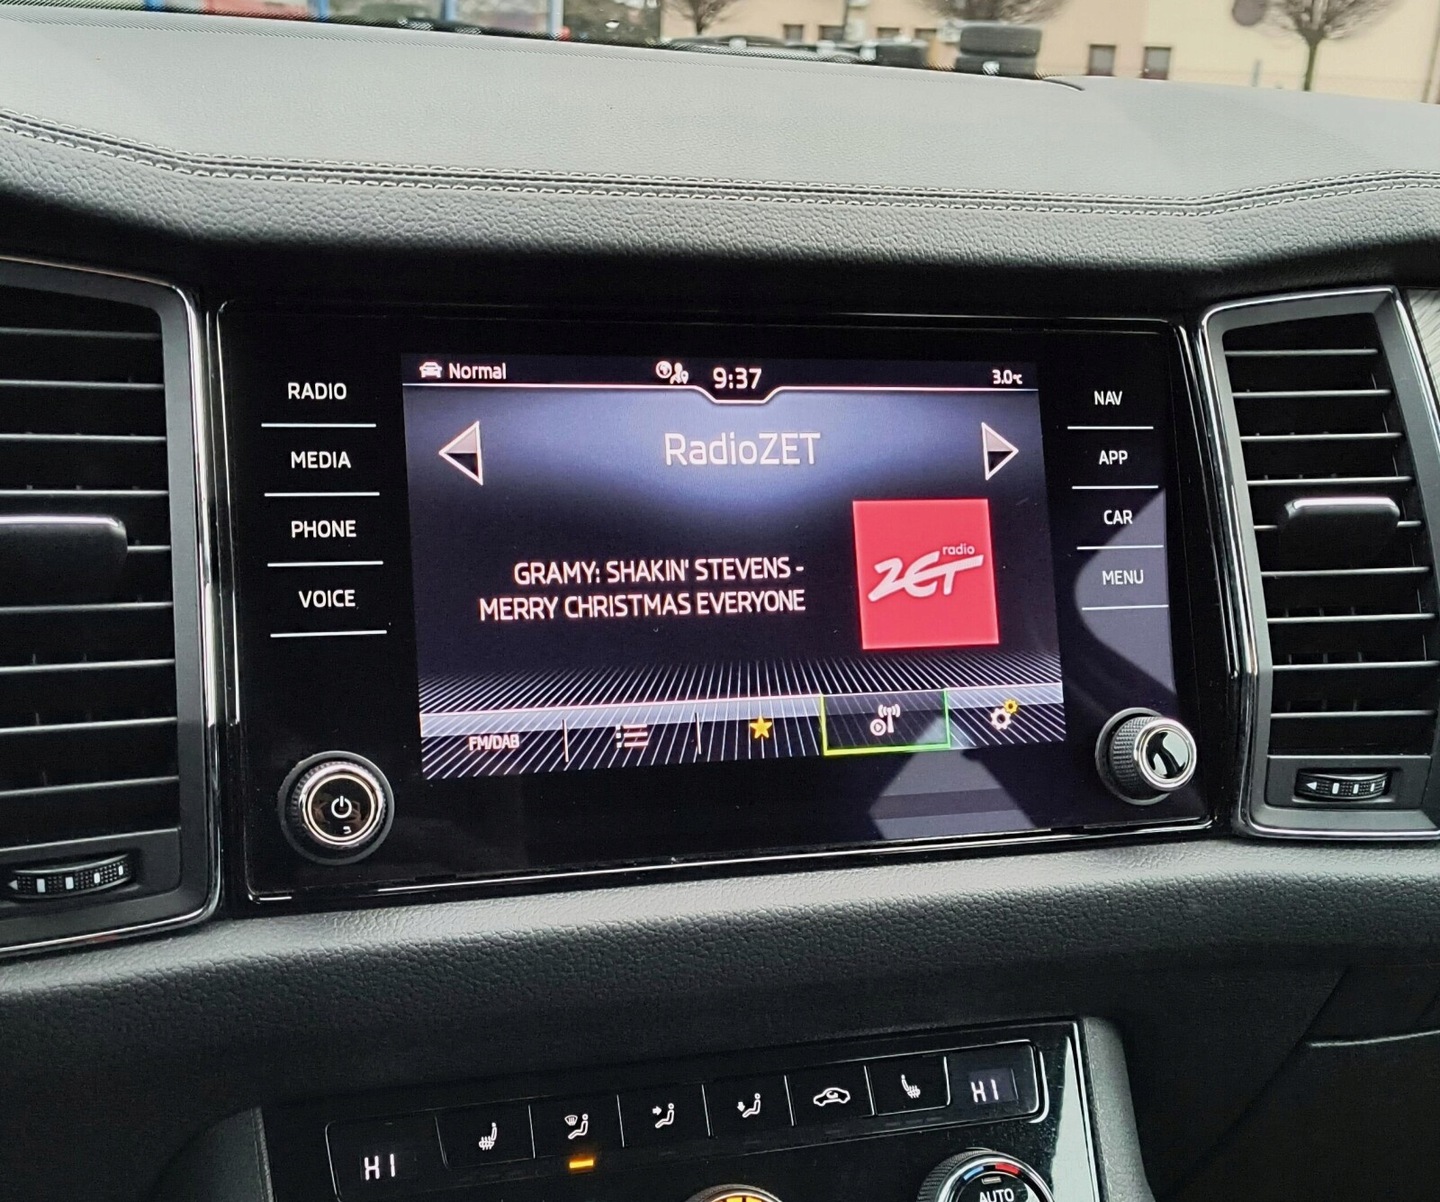 Normal
9:37
3.0°c
RADIO
MEDIA
PHONE
VOICE
RadioZET
GRAMY: SHAKIN' STEVENS -
MERRY CHRISTMAS EVERYONE
radio
ZET
FM/DAB
NAV
APP
CAR
MENU
HI
HI
AUTO